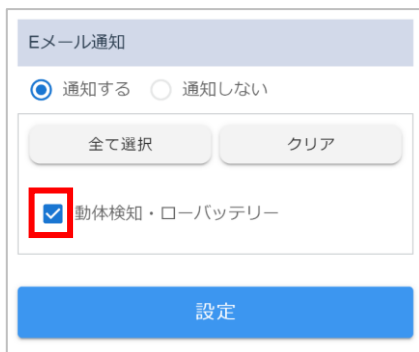 Eメール通知
通知する 通知しない
全て選択 クリア
動体検知・ローバッテリー
設定